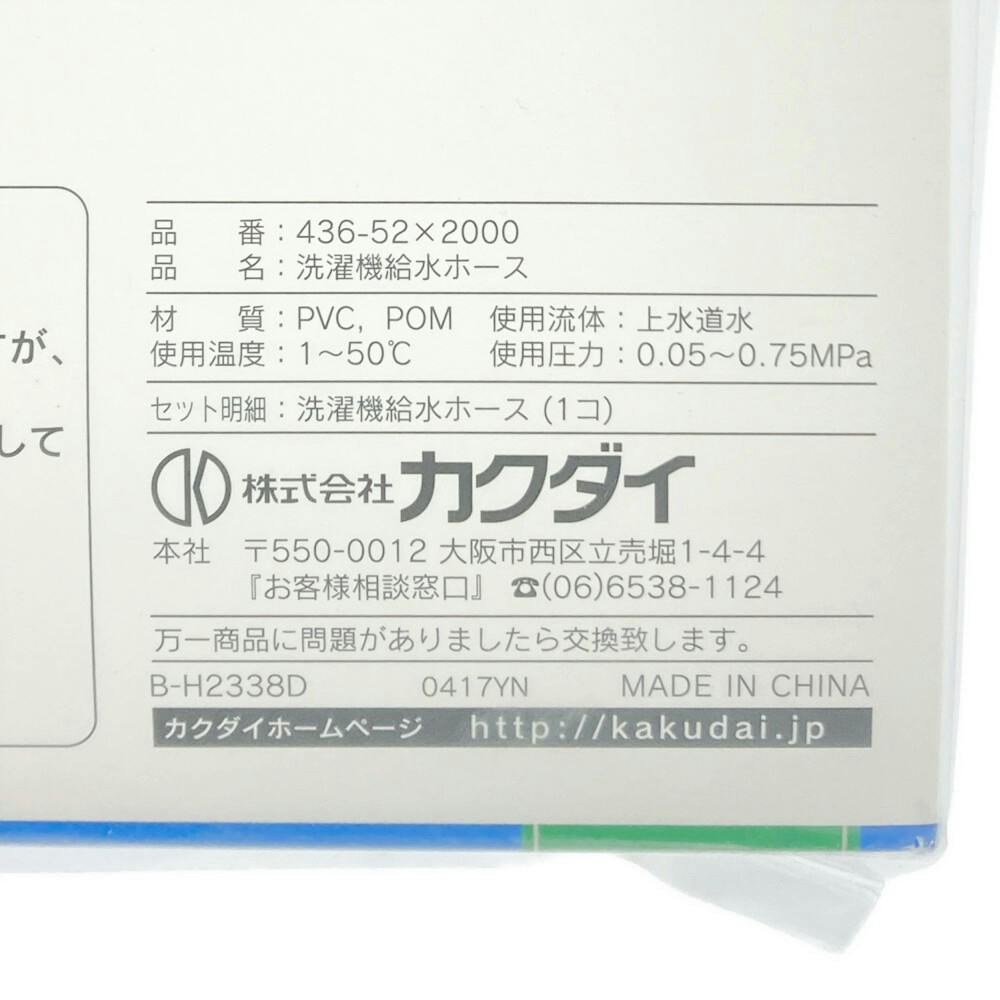 すが、
して
品　　番：436-52×2000
品　　名：洗濯機給水ホース
材　　質：PVC, POM　使用流体：上水道水
使用温度：1～50℃　使用圧力：0.05～0.75MPa
セット明細：洗濯機給水ホース (1コ)
株式会社カクダイ
本社　〒550-0012 大阪市西区立売堀1-4-4
『お客様相談窓口』 ☎(06)6538-1124
万一商品に問題がありましたら交換致します。
B-H2338D　0417YN　MADE IN CHINA
カクダイホームページ　http://kakudai.jp